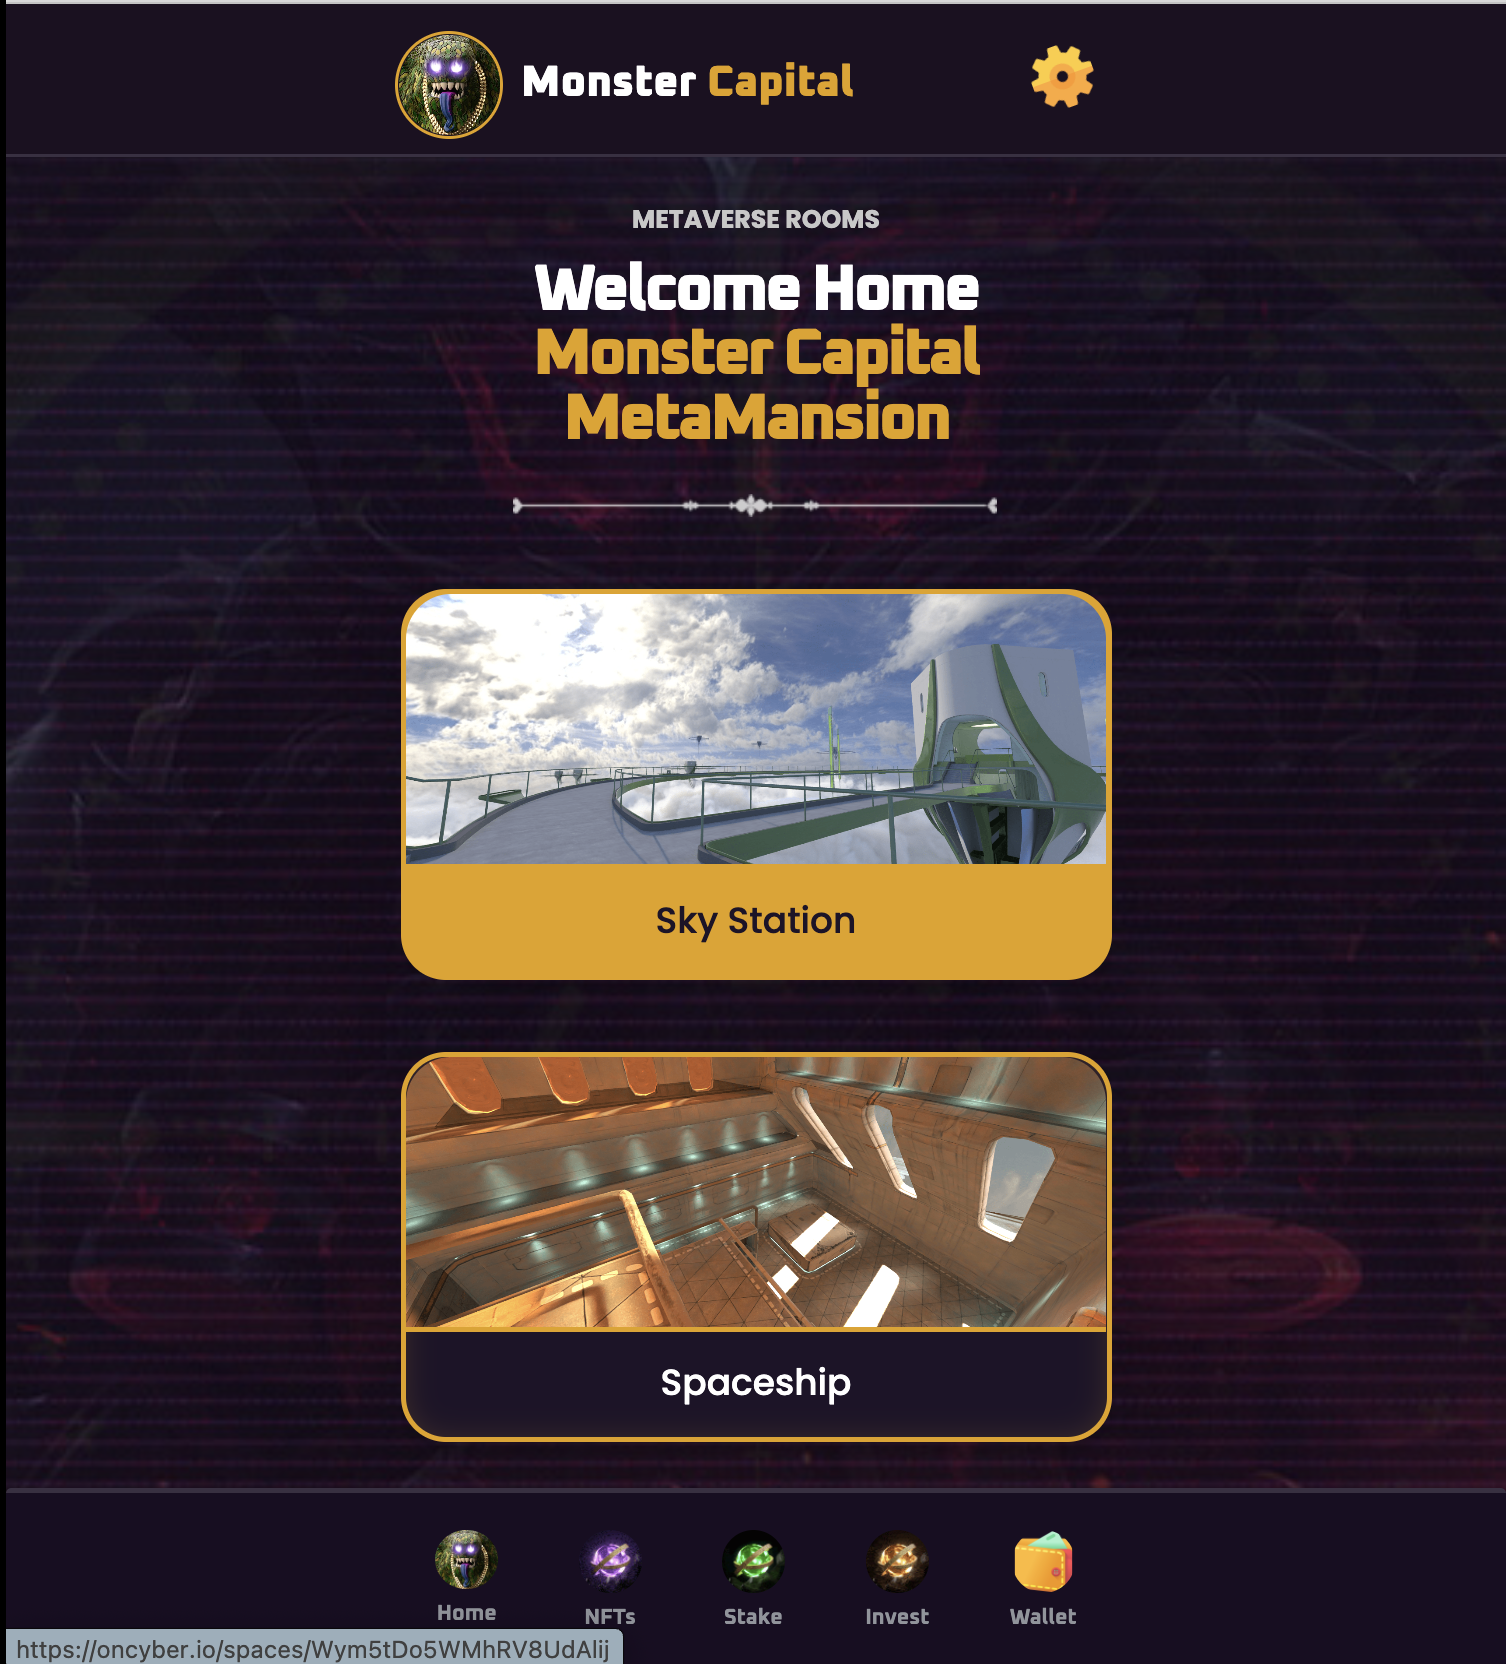 Monster Capital
METAVERSE ROOMS
Welcome Home
Monster Capital
MetaMansion
Sky Station
Spaceship
Home
NFTs
Stake
Invest
Wallet
https://oncyber.io/spaces/Wym5tDo5WMhRV8UdAlij